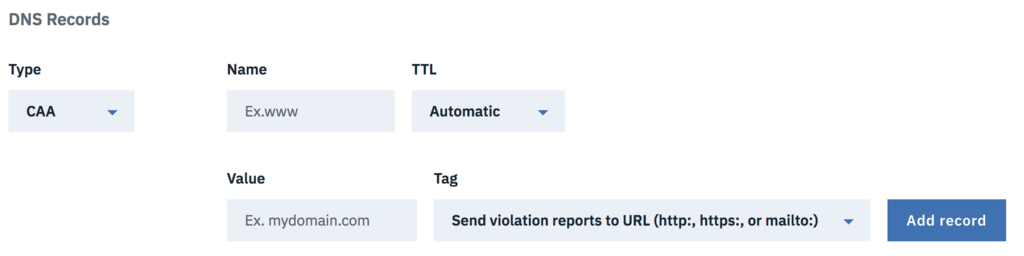 DNS Records
Type Name TTL
CAA Ex.www Automatic
Value Tag
Ex. mydomain.com Send violation reports to URL (http:, https:, or mailto:) Add record